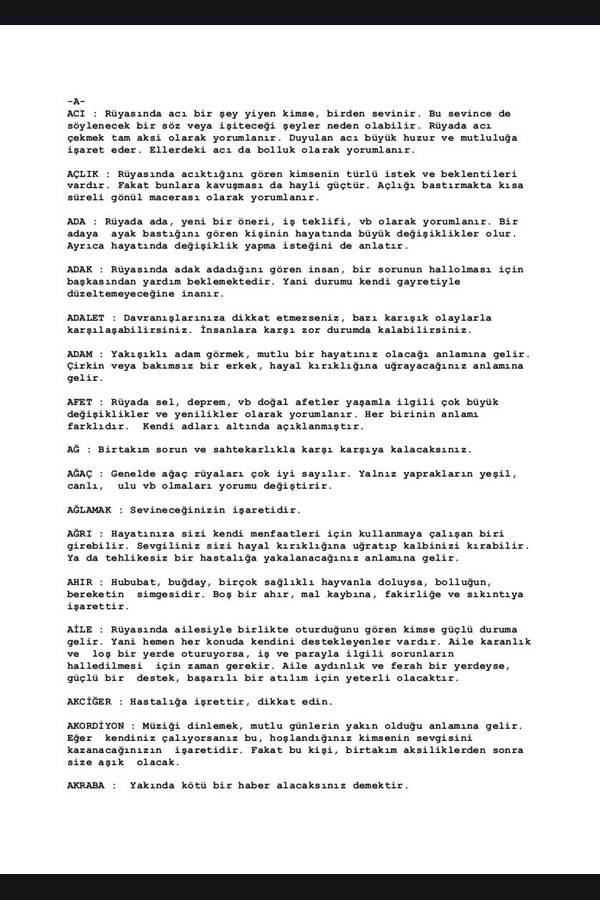 -A-
ACI : Rüyasında acı bir şey yiyen kimse, birden sevinir. Bu sevince de
söylenecek bir söz veya işiteceği şeyler neden olabilir. Rüyada acı
çekmek tam aksi olarak yorumlanır. Duyulan acı büyük huzur ve mutluluğa
işaret eder. Ellerdeki acı da bolluk olarak yorumlanır.
AÇLIK : Rüyasında acıktığını gören kimsenin türlü istek ve beklentileri
vardır. Fakat bunlara kavuşması da hayli güçtür. Açlığı bastırmakta kısa
süreli gönül macerası olarak yorumlanır.
ADA : Rüyada ada, yeni bir öneri, iş teklifi, vb olarak yorumlanır. Bir
adaya  ayak bastığını gören kişinin hayatında büyük değişiklikler olur.
Ayrıca hayatında değişiklik yapma isteğini de anlatır.
ADAK : Rüyasında adak adadığını gören insan, bir sorunun hallolması için
başkasından yardım beklemektedir. Yani durumu kendi gayretiyle
düzeltemeyeceğine inanır.
ADALET : Davranışlarınıza dikkat etmezseniz, bazı karışık olaylarla
karşılaşabilirsiniz. İnsanlara karşı zor durumda kalabilirsiniz.
ADAM : Yakışıklı adam görmek, mutlu bir hayatınız olacağı anlamına gelir.
Çirkin veya bakımsız bir erkek, hayal kırıklığına uğrayacağınız anlamına
gelir.
AFET : Rüyada sel, deprem, vb doğal afetler yaşamla ilgili çok büyük
değişiklikler ve yenilikler olarak yorumlanır. Her birinin anlamı
farklıdır.  Kendi adları altında açıklanmıştır.
AĞ : Birtakım sorun ve sahtekarlıkla karşı karşıya kalacaksınız.
AĞAÇ : Genelde ağaç rüyaları çok iyi sayılır. Yalnız yaprakların yeşil,
canlı,  ulu vb olmaları yorumu değiştirir.
AĞLAMAK : Sevineceğinizin işaretidir.
AĞRI : Hayatınıza sizi kendi menfaatleri için kullanmaya çalışan biri
girebilir. Sevgiliniz sizi hayal kırıklığına uğratıp kalbinizi kırabilir.
Ya da tehlikesiz bir hastalığa yakalanacağınız anlamına gelir.
AHIR : Hububat, buğday, birçok sağlıklı hayvanla doluysa, bolluğun,
bereketin  simgesidir. Boş bir ahır, mal kaybına, fakirliğe ve sıkıntıya
işarettir.
AİLE : Rüyasında ailesiyle birlikte oturduğunu gören kimse güçlü duruma
gelir. Yani hemen her konuda kendini destekleyenler vardır. Aile karanlık
ve  loş bir yerde oturuyorsa, iş ve parayla ilgili sorunların
halledilmesi  için zaman gerekir. Aile aydınlık ve ferah bir yerdeyse,
güçlü bir  destek, başarılı bir atılım için yeterli olacaktır.
AKCİĞER : Hastalığa işrettir, dikkat edin.
AKORDİYON : Müziği dinlemek, mutlu günlerin yakın olduğu anlamına gelir.
Eğer  kendiniz çalıyorsanız bu, hoşlandığınız kimsenin sevgisini
kazanacağınızın  işaretidir. Fakat bu kişi, birtakım aksiliklerden sonra
size aşık  olacak.
AKRABA :  Yakında kötü bir haber alacaksınız demektir.